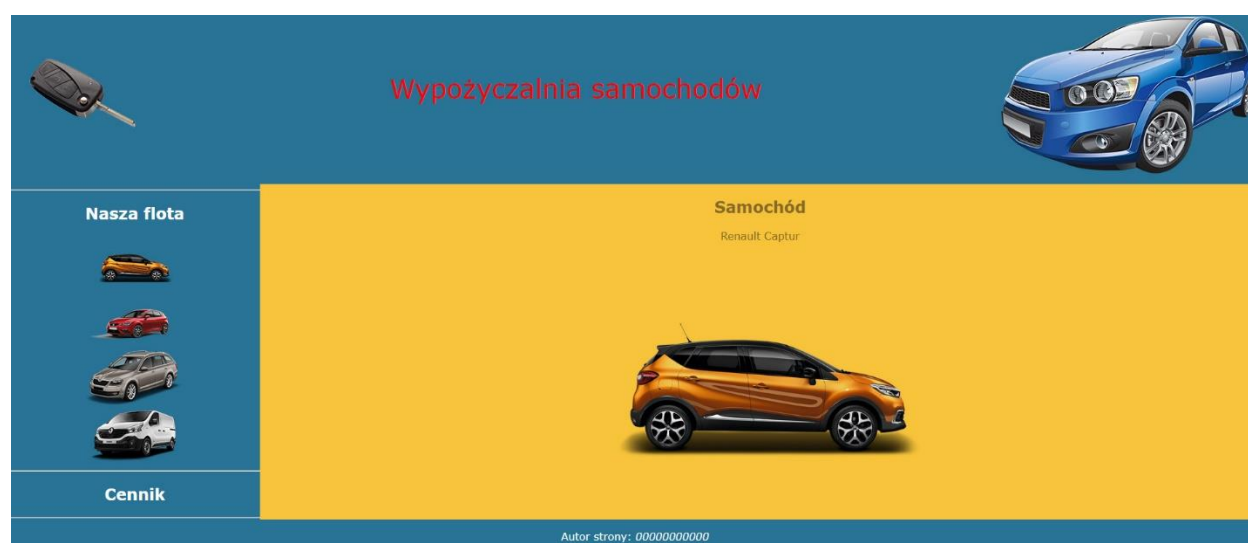 Wypożyczalnia samochodów
Nasza flota
Samochód
Renault Captur
Cennik
Autor strony: 00000000000